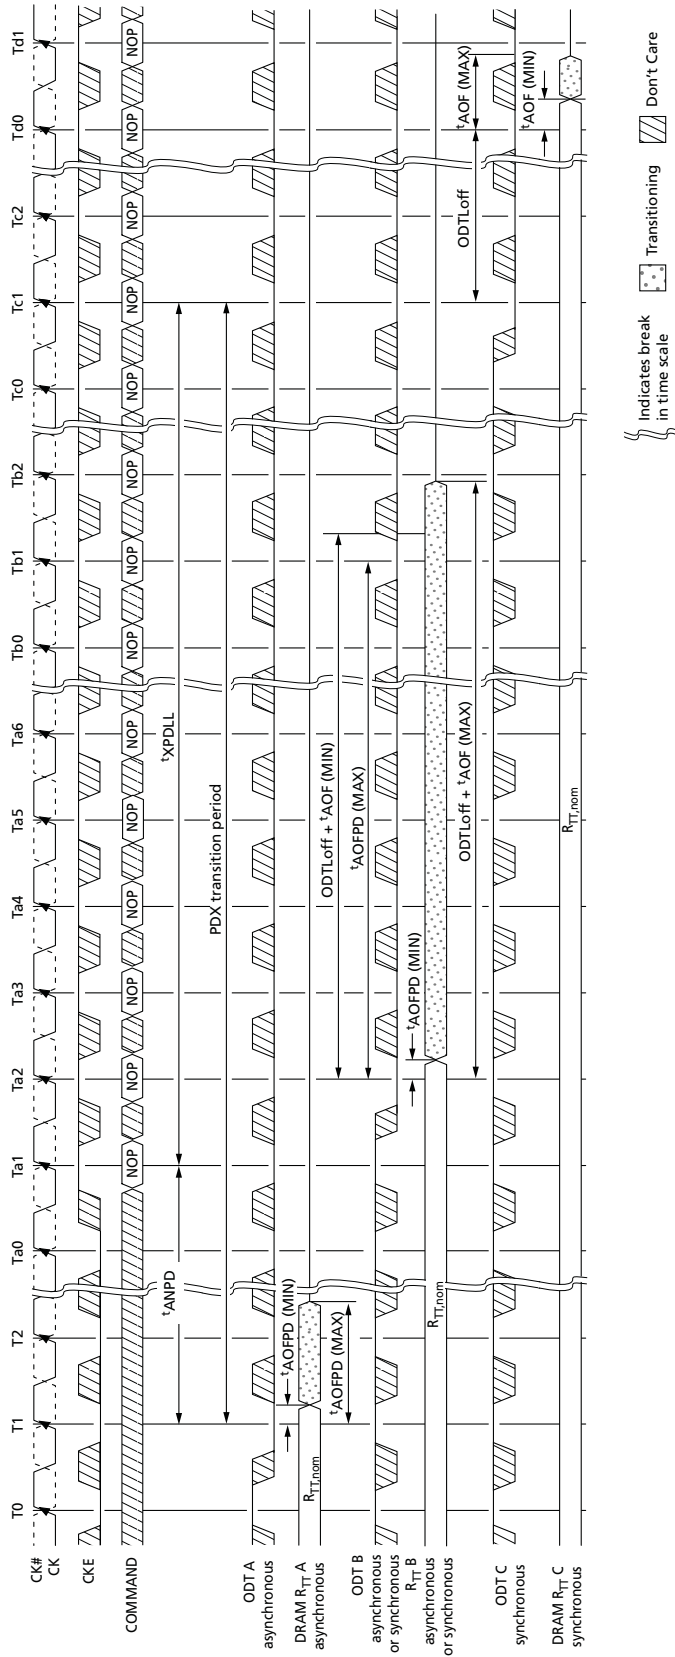 T0 T1 T2 Ta0 Ta1 Ta2 Ta3 Ta4 Ta5 Ta6 Tb0 Tb1 Tb2 Tc0 Tc1 Tc2 Td0 Td1
CK#
CK
CKE
COMMAND
NOP NOP NOP NOP NOP NOP NOP NOP NOP NOP NOP NOP NOP NOP
tANPD
tXPDLL
PDX transition period
ODT A
asynchronous
tAOFPD (MIN)
DRAM RTT A
asynchronous
RTT,nom
tAOFPD (MAX)
ODTLoff + tAOF (MIN)
tAOFPD (MAX)
ODT B
asynchronous
or synchronous
tAOFPD (MIN)
RTT B
asynchronous
or synchronous
RTT,nom
ODTLoff + tAOF (MAX)
ODTLoff
tAOF (MAX)
ODT C
synchronous
tAOF (MIN)
DRAM RTT C
synchronous
RTT,nom
Indicates break
in time scale
Transitioning
Don't Care